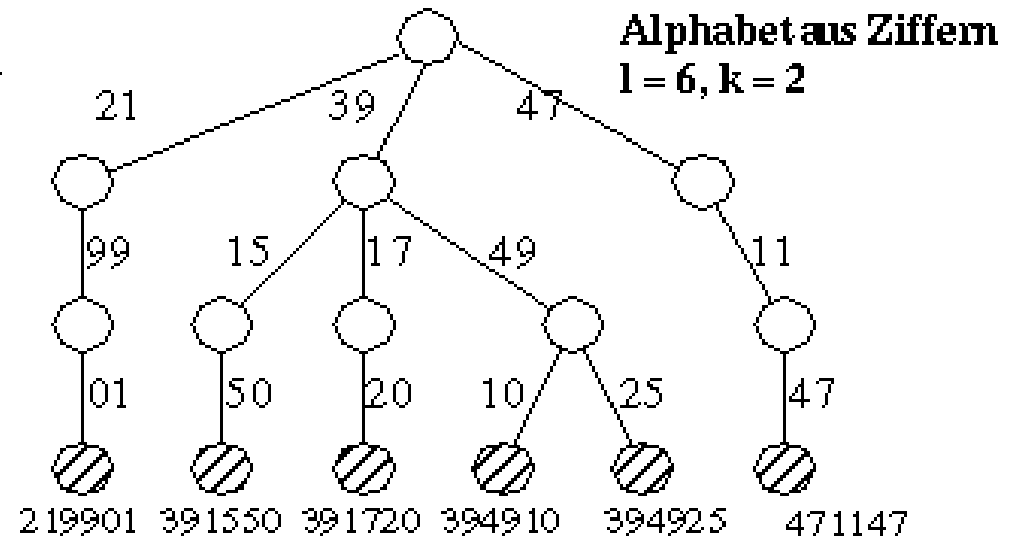 Alphabet aus Ziffern
l = 6, k = 2
21 39 47
99 15 17 49 11
01 50 20 10 25 47
219901 391550 391720 394910 394925 471147